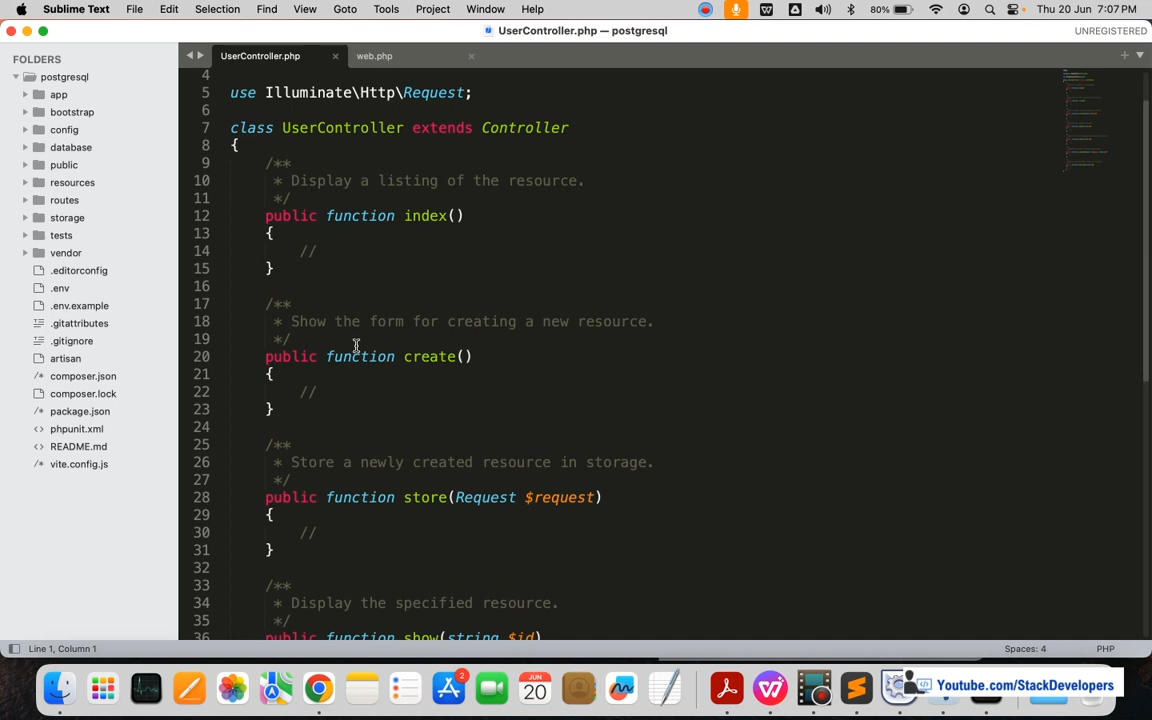 Sublime Text File Edit Selection Find View Goto Tools Project Window Help 80% Thu 20 Jun 7:07 PM
UserController.php — postgresql UNREGISTERED
FOLDERS
postgresql
app
bootstrap
config
database
public
resources
routes
storage
tests
vendor
.editorconfig
.env
.env.example
.gitattributes
.gitignore
artisan
composer.json
composer.lock
package.json
phpunit.xml
README.md
vite.config.js
UserController.php × web.php ×
4
5 use Illuminate\Http\Request;
6
7 class UserController extends Controller
8 {
9 /**
10 * Display a listing of the resource.
11 */
12 public function index()
13 {
14 //
15 }
16
17 /**
18 * Show the form for creating a new resource.
19 */
20 public function create()
21 {
22 //
23 }
24
25 /**
26 * Store a newly created resource in storage.
27 */
28 public function store(Request $request)
29 {
30 //
31 }
32
33 /**
34 * Display the specified resource.
35 */
36 public function show(string $id)
Line 1, Column 1 Spaces: 4 PHP
2
JUN
20
Youtube.com/StackDevelopers